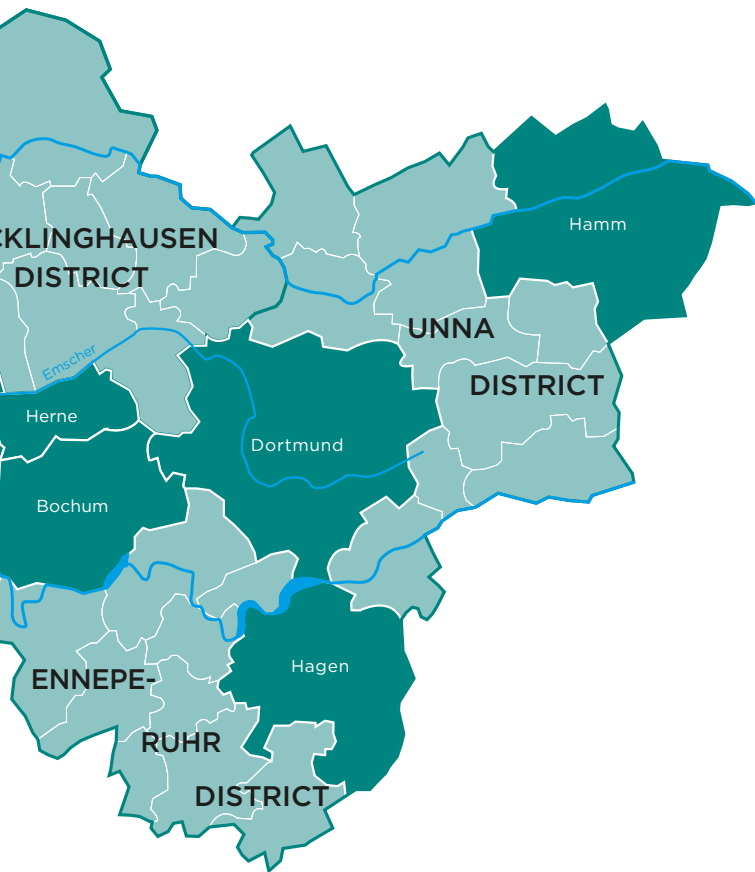 Hamm
CKLINGHAUSEN
DISTRICT
UNNA
DISTRICT
Emscher
Herne
Dortmund
Bochum
Hagen
ENNEPE-
RUHR
DISTRICT